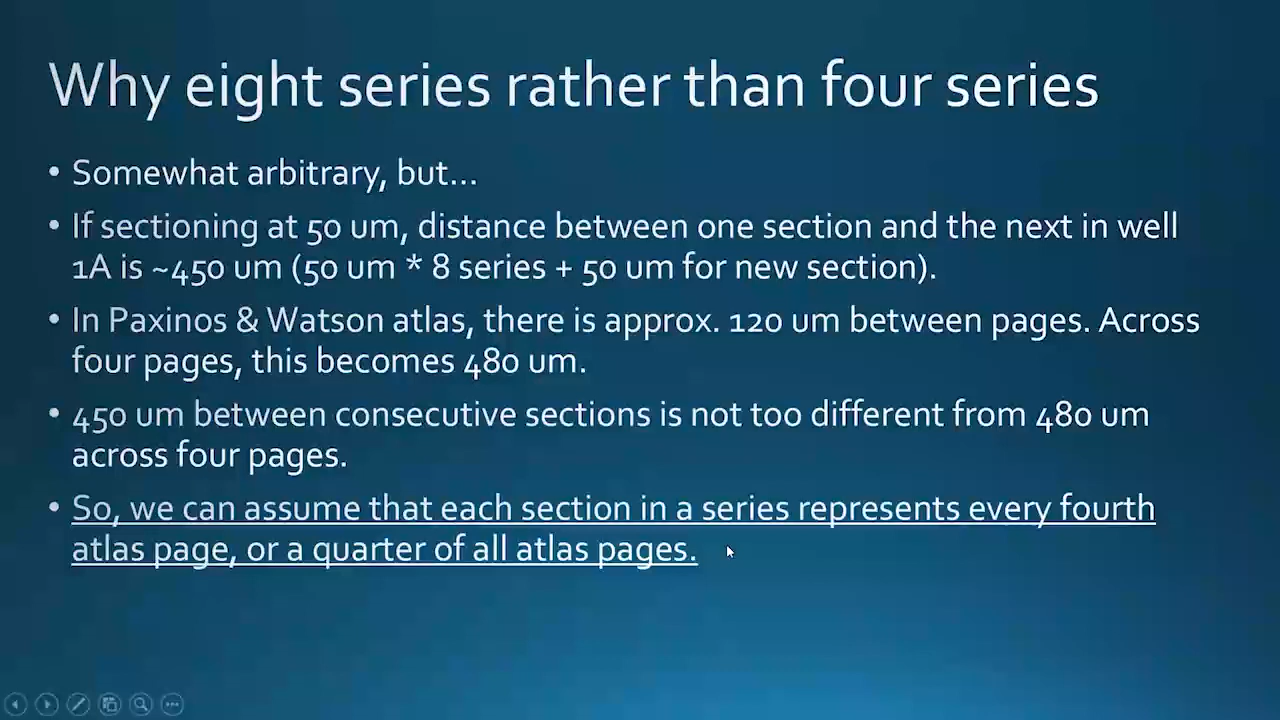 Why eight series rather than four series
• Somewhat arbitrary, but...
• If sectioning at 50 um, distance between one section and the next in well
1A is ~450 um (50 um * 8 series + 50 um for new section).
• In Paxinos & Watson atlas, there is approx. 120 um between pages. Across
four pages, this becomes 480 um.
• 450 um between consecutive sections is not too different from 480 um
across four pages.
• So, we can assume that each section in a series represents every fourth
atlas page, or a quarter of all atlas pages.